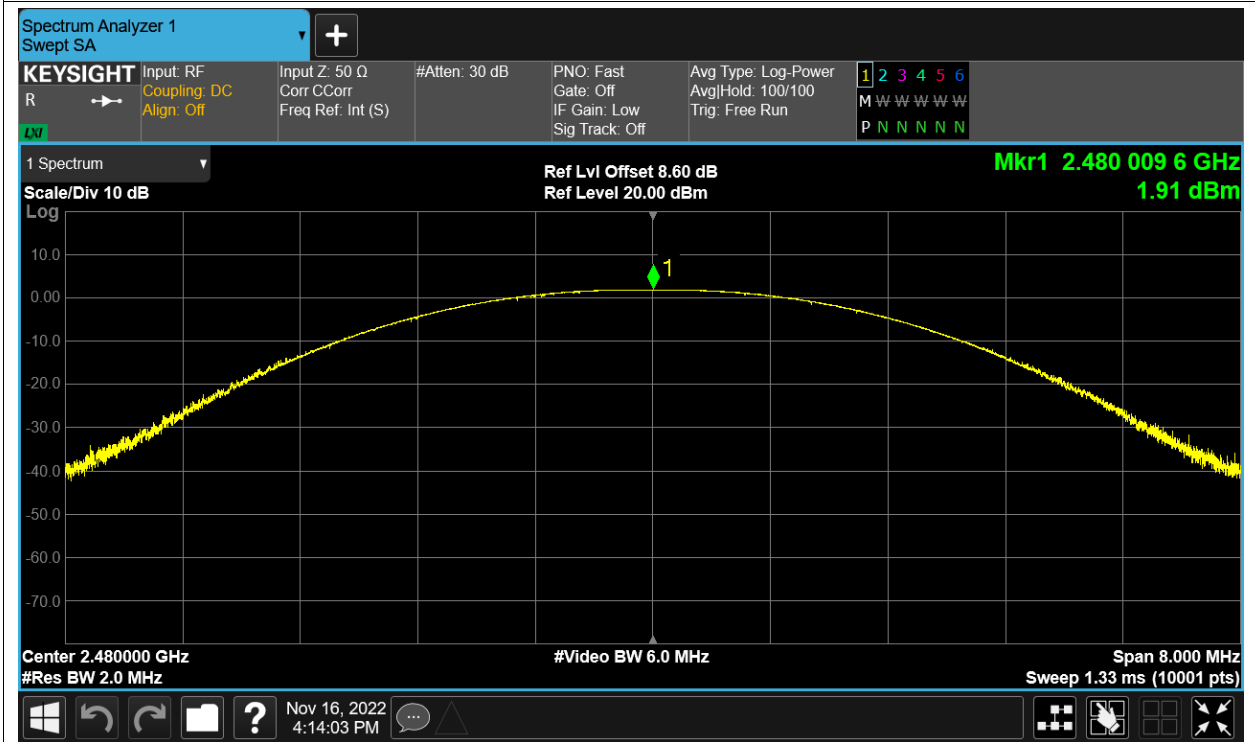 Spectrum Analyzer 1
Swept SA
+
KEYSIGHT
R
LXI
Input: RF
Coupling: DC
Align: Off
Input Z: 50 Ω
Corr CCorr
Freq Ref: Int (S)
#Atten: 30 dB
PNO: Fast
Gate: Off
IF Gain: Low
Sig Track: Off
Avg Type: Log-Power
Avg|Hold: 100/100
Trig: Free Run
1 2 3 4 5 6
M W W W W W
P N N N N N
1 Spectrum
Scale/Div 10 dB
Log
Ref Lvl Offset 8.60 dB
Ref Level 20.00 dBm
Mkr1 2.480 009 6 GHz
1.91 dBm
1
10.0
0.00
-10.0
-20.0
-30.0
-40.0
-50.0
-60.0
-70.0
Center 2.480000 GHz
#Video BW 6.0 MHz
Span 8.000 MHz
#Res BW 2.0 MHz
Sweep 1.33 ms (10001 pts)
?
Nov 16, 2022
4:14:03 PM